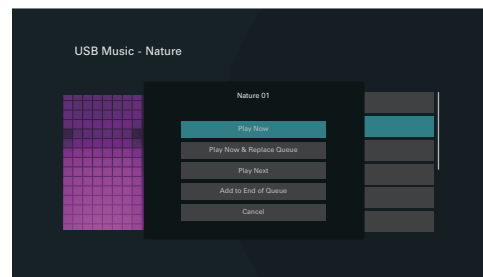 USB Music - Nature
Nature 01
Play Now
Play Now & Replace Queue
Play Next
Add to End of Queue
Cancel